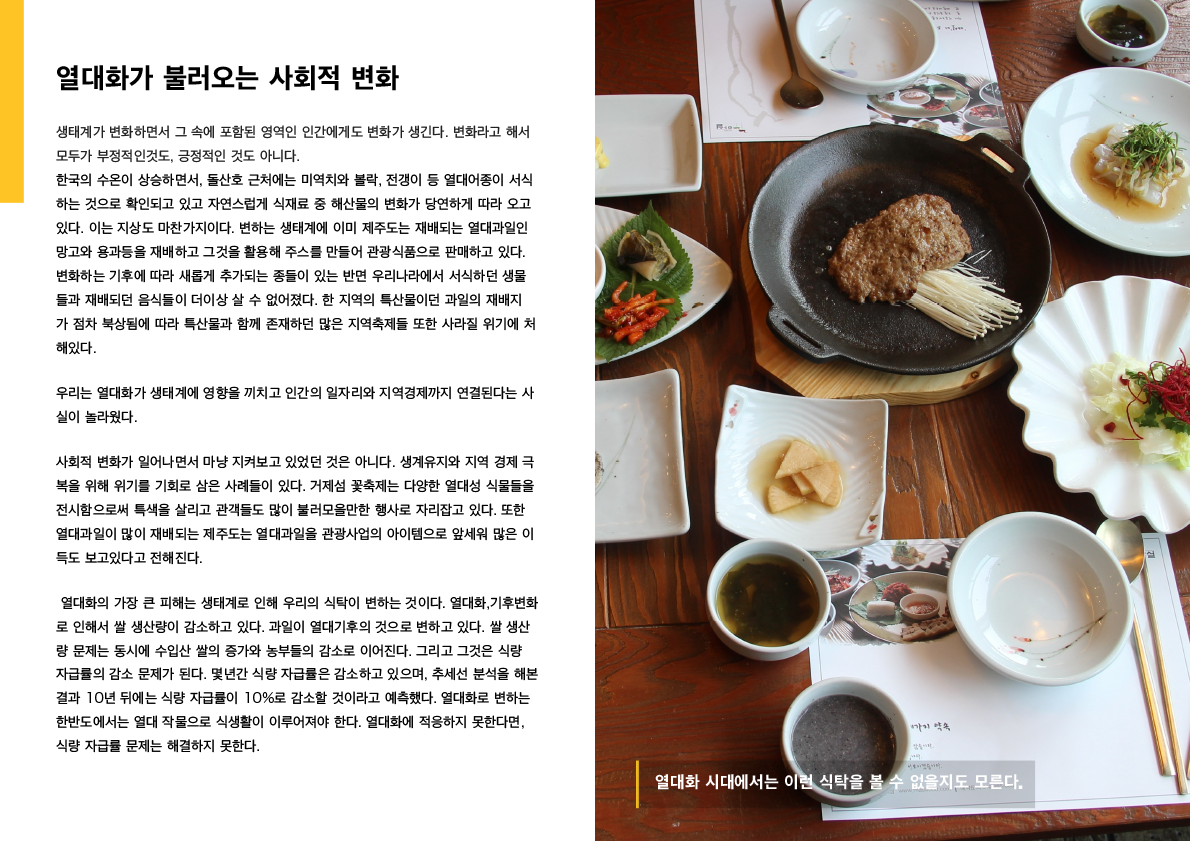 열대화가 불러오는 사회적 변화
생태계가 변화하면서 그 속에 포함된 영역인 인간에게도 변화가 생긴다. 변화라고 해서
모두가 부정적인것도, 긍정적인 것도 아니다.
한국의 수온이 상승하면서, 돌산호 근처에는 미역치와 볼락, 전갱이 등 열대어종이 서식
하는 것으로 확인되고 있고 자연스럽게 식재료 중 해산물의 변화가 당연하게 따라 오고
있다. 이는 지상도 마찬가지이다. 변하는 생태계에 이미 제주도는 재배되는 열대과일인
망고와 용과등을 재배하고 그것을 활용해 주스를 만들어 관광식품으로 판매하고 있다.
변화하는 기후에 따라 새롭게 추가되는 종들이 있는 반면 우리나라에서 서식하던 생물
들과 재배되던 음식들이 더이상 살 수 없어졌다. 한 지역의 특산물이던 과일의 재배지
가 점차 북상됨에 따라 특산물과 함께 존재하던 많은 지역축제들 또한 사라질 위기에 처
해있다.
우리는 열대화가 생태계에 영향을 끼치고 인간의 일자리와 지역경제까지 연결된다는 사
실이 놀라웠다.
사회적 변화가 일어나면서 마냥 지켜보고 있었던 것은 아니다. 생계유지와 지역 경제 극
복을 위해 위기를 기회로 삼은 사례들이 있다. 거제섬 꽃축제는 다양한 열대성 식물들을
전시함으로써 특색을 살리고 관객들도 많이 불러모을만한 행사로 자리잡고 있다. 또한
열대과일이 많이 재배되는 제주도는 열대과일을 관광사업의 아이템으로 앞세워 많은 이
득도 보고있다고 전해진다.
열대화의 가장 큰 피해는 생태계로 인해 우리의 식탁이 변하는 것이다. 열대화,기후변화
로 인해서 쌀 생산량이 감소하고 있다. 과일이 열대기후의 것으로 변하고 있다. 쌀 생산
량 문제는 동시에 수입산 쌀의 증가와 농부들의 감소로 이어진다. 그리고 그것은 식량
자급률의 감소 문제가 된다. 몇년간 식량 자급률은 감소하고 있으며, 추세선 분석을 해본
결과 10년 뒤에는 식량 자급률이 10%로 감소할 것이라고 예측했다. 열대화로 변하는
한반도에서는 열대 작물으로 식생활이 이루어져야 한다. 열대화에 적응하지 못한다면,
식량 자급률 문제는 해결하지 못한다.
가지 약속
열대화 시대에서는 이런 식탁을 볼 수 없을지도 모른다.